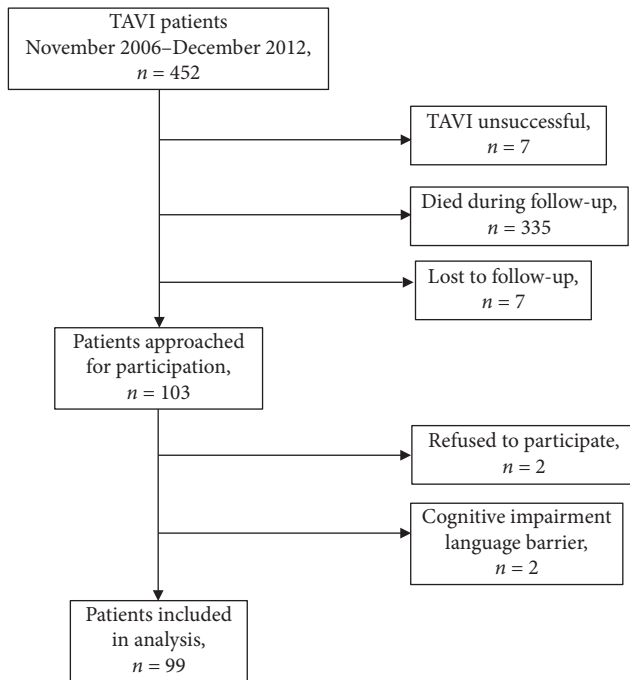 TAVI patients
November 2006–December 2012,
n = 452
TAVI unsuccessful,
n = 7
Died during follow-up,
n = 335
Lost to follow-up,
n = 7
Patients approached
for participation,
n = 103
Refused to participate,
n = 2
Cognitive impairment
language barrier,
n = 2
Patients included
in analysis,
n = 99